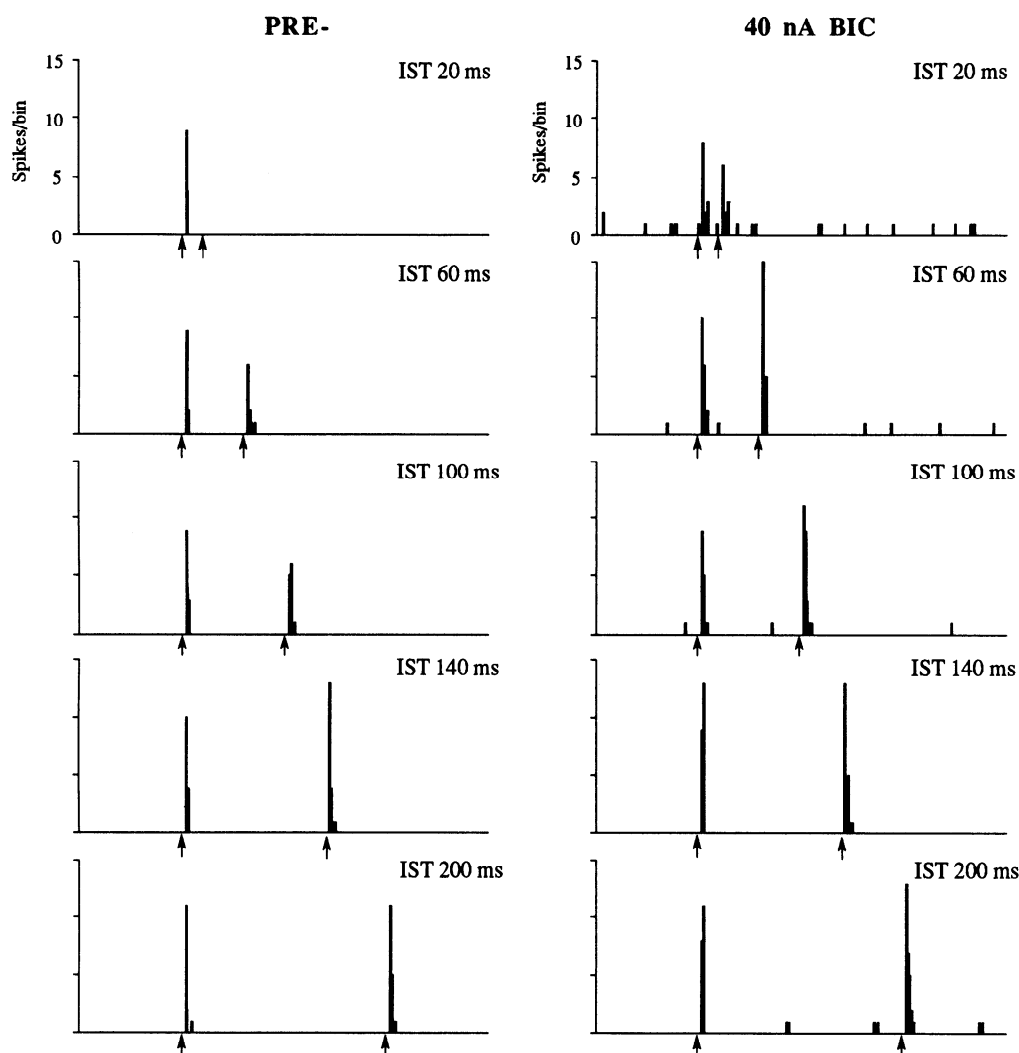 PRE-
40 nA BIC
IST 20 ms
15
10
5
0
Spikes/bin
IST 20 ms
15
10
5
0
Spikes/bin
IST 60 ms
IST 60 ms
IST 100 ms
IST 100 ms
IST 140 ms
IST 140 ms
IST 200 ms
IST 200 ms